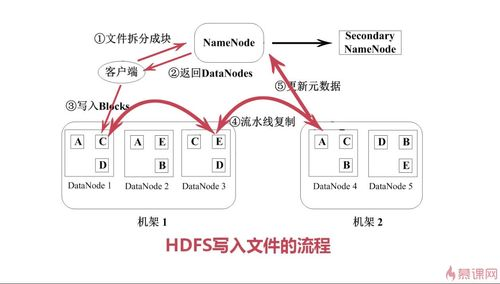 ①文件拆分成块
NameNode
Secondary
NameNode
客户端
②返回DataNodes
⑤更新元数据
③写入Blocks
④流水线复制
A C
D
DataNode 1
A E
B
DataNode 2
C E
D
DataNode 3
A C
B
DataNode 4
D B
E
DataNode 5
机架 1
机架 2
HDFS写入文件的流程
慕课网